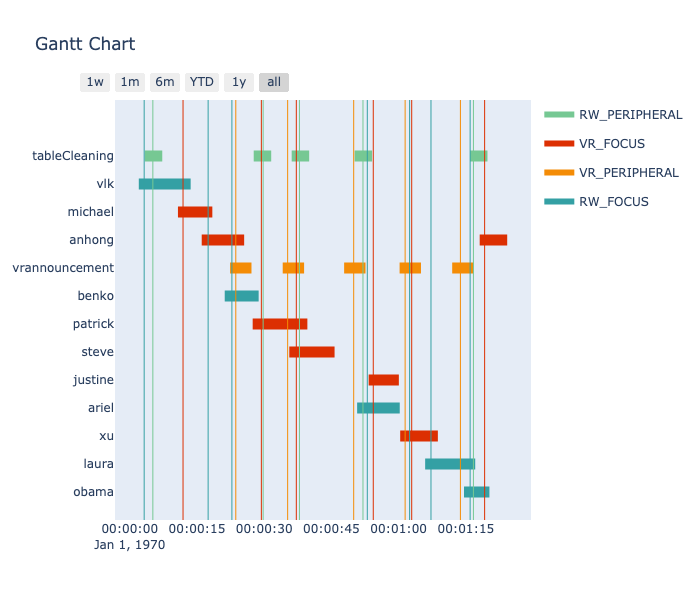 Gantt Chart
1w 1m 6m YTD 1y all
RW_PERIPHERAL
VR_FOCUS
VR_PERIPHERAL
RW_FOCUS
tableCleaning
vlk
michael
anhong
vrannouncement
benko
patrick
steve
justine
ariel
xu
laura
obama
00:00:00 00:00:15 00:00:30 00:00:45 00:01:00 00:01:15
Jan 1, 1970